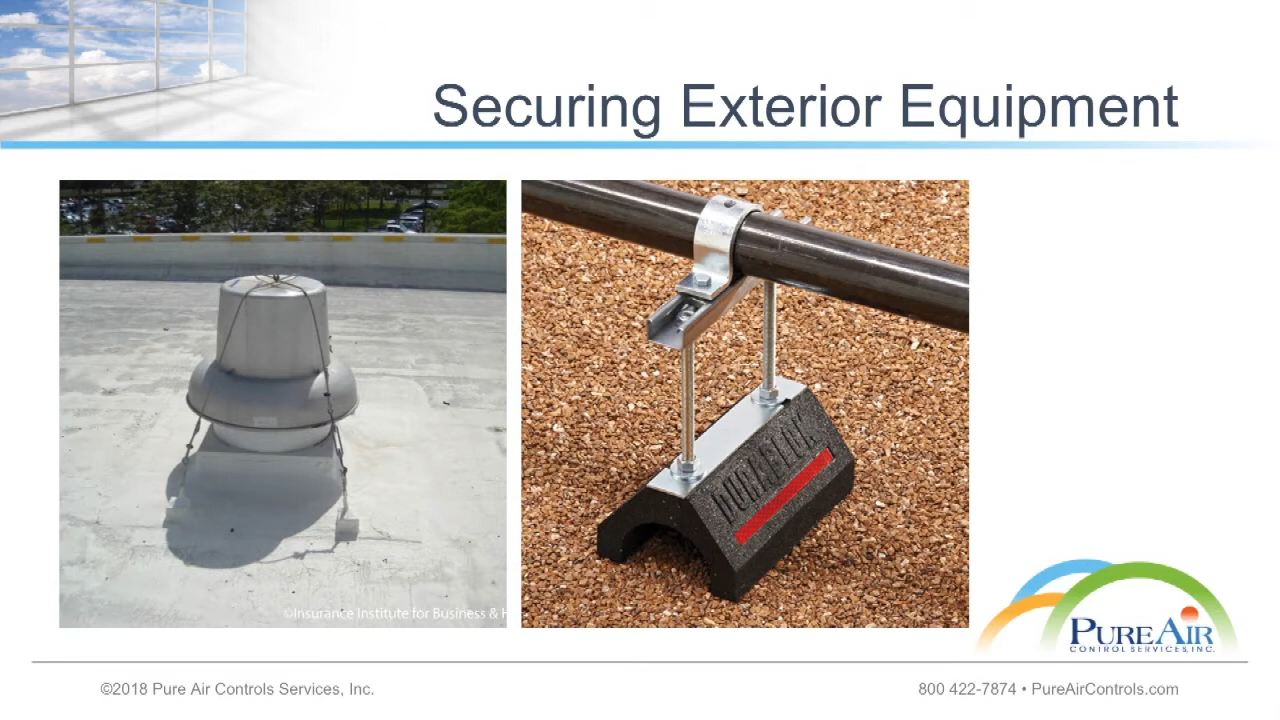 Securing Exterior Equipment
©Insurance Institute for Business & H
DURABLOCK
PUREAIR
CONTROL SERVICES, INC.
©2018 Pure Air Controls Services, Inc.
800 422-7874 • PureAirControls.com